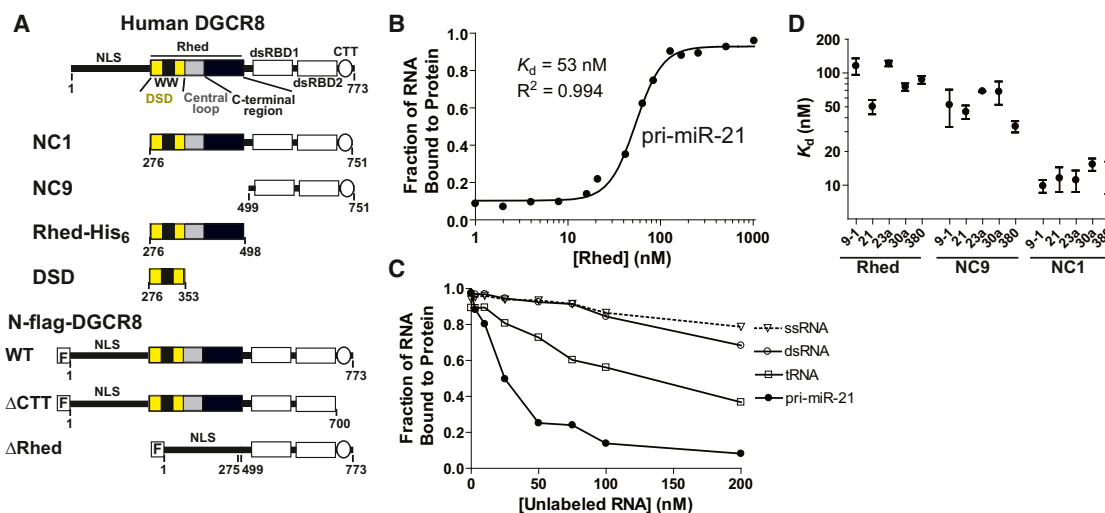 A
Human DGCR8
NLS
Rhed
dsRBD1
CTT
WW
dsRBD2
1
773
DSD
Central loop
C-terminal region
NC1
276
751
NC9
499
751
Rhed-His6
276
498
DSD
276
353
N-flag-DGCR8
WT
F
NLS
1
773
ΔCTT
F
NLS
1
700
ΔRhed
F
NLS
1
275
499
773
B
Fraction of RNA
Bound to Protein
1.0
0.8
0.6
0.4
0.2
0.0
Kd = 53 nM
R2 = 0.994
pri-miR-21
1
10
100
1000
[Rhed] (nM)
C
Fraction of RNA
Bound to Protein
1.0
0.8
0.6
0.4
0.2
0.0
0
50
100
150
200
[Unlabeled RNA] (nM)
ssRNA
dsRNA
tRNA
pri-miR-21
D
Kd (nM)
200
100
50
10
9-1
21
23a
30a
380
9-1
21
23a
30a
380
9-1
21
23a
30a
Rhed
NC9
NC1